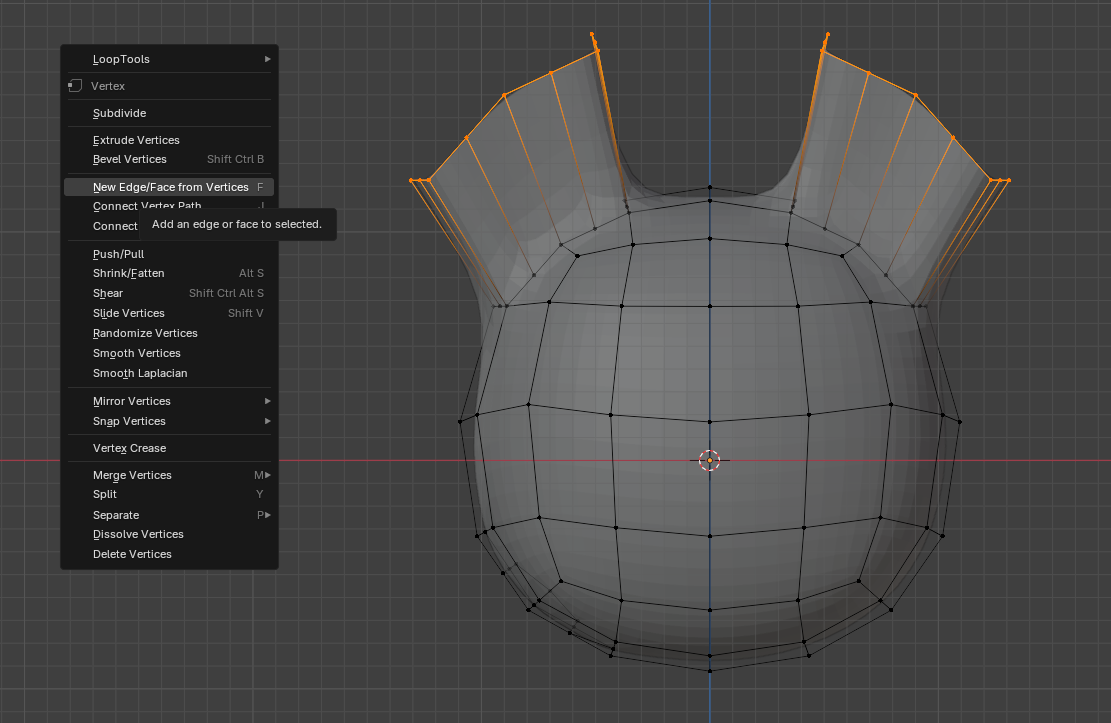 LoopTools
Vertex
Subdivide
Extrude Vertices
Bevel Vertices Shift Ctrl B
New Edge/Face from Vertices F
Connect Vertex Path J
Connect
Add an edge or face to selected.
Push/Pull
Shrink/Fatten Alt S
Shear Shift Ctrl Alt S
Slide Vertices Shift V
Randomize Vertices
Smooth Vertices
Smooth Laplacian
Mirror Vertices
Snap Vertices
Vertex Crease
Merge Vertices M
Split Y
Separate P
Dissolve Vertices
Delete Vertices